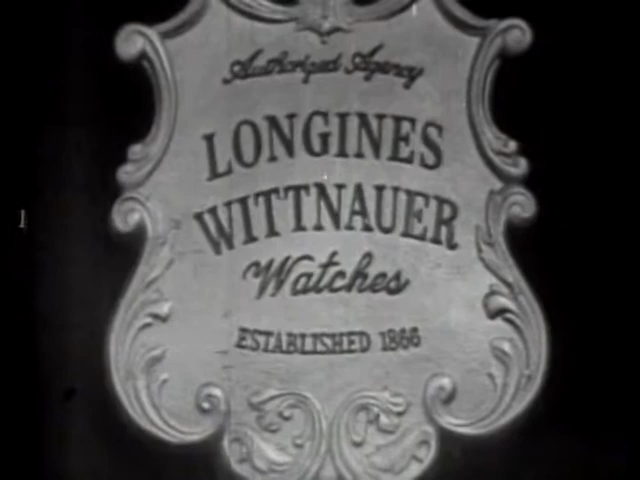 Authorized Agency
LONGINES
WITTNAUER
Watches
ESTABLISHED 1866